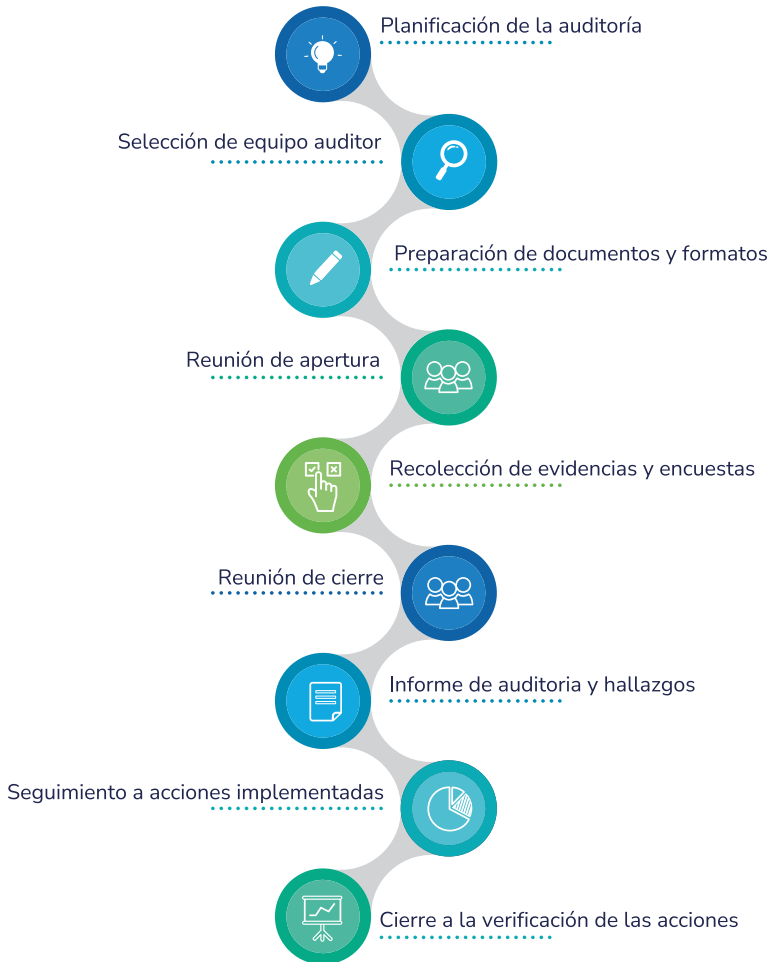 Planificación de la auditoría
Selección de equipo auditor
Preparación de documentos y formatos
Reunión de apertura
Recolección de evidencias y encuestas
Reunión de cierre
Informe de auditoria y hallazgos
Seguimiento a acciones implementadas
Cierre a la verificación de las acciones